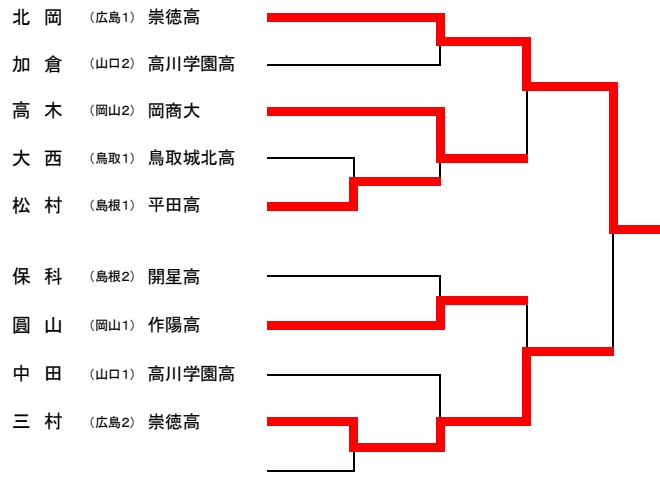 北 岡 （広島1） 崇徳高
加 倉 （山口2） 高川学園高
高 木 （岡山2） 岡商大
大 西 （鳥取1） 鳥取城北高
松 村 （島根1） 平田高
保 科 （島根2） 開星高
圓 山 （岡山1） 作陽高
中 田 （山口1） 高川学園高
三 村 （広島2） 崇徳高